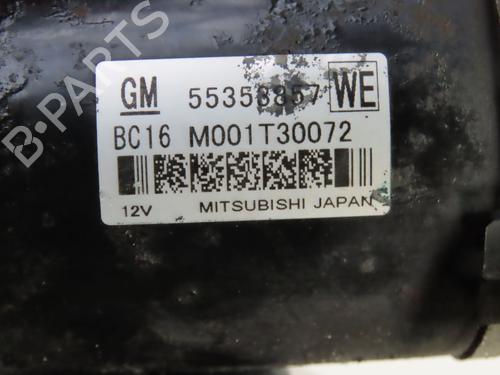 B-PARTS
GM 55353857 WE
BC16 M001T30072
12V MITSUBISHI JAPAN